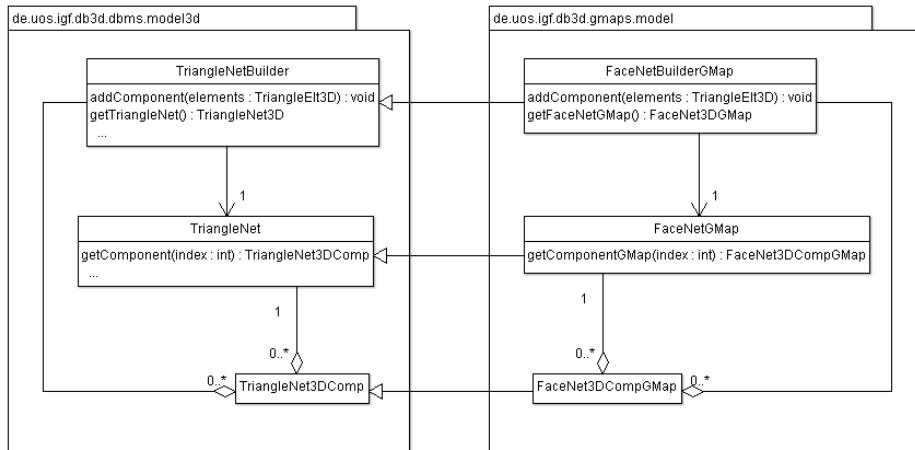 de.uos.igf.db3d.dbms.model3d
TriangleNetBuilder
addComponent(elements : TriangleElt3D) : void
getTriangleNet() : TriangleNet3D
...
1
TriangleNet
getComponent(index : int) : TriangleNet3DComp
...
1
0..*
0..*
TriangleNet3DComp
de.uos.igf.db3d.gmaps.model
FaceNetBuilderGMap
addComponent(elements : TriangleElt3D) : void
getFaceNetGMap() : FaceNet3DGMap
1
FaceNetGMap
getComponentGMap(index : int) : FaceNet3DCompGMap
1
0..*
0..*
FaceNet3DCompGMap